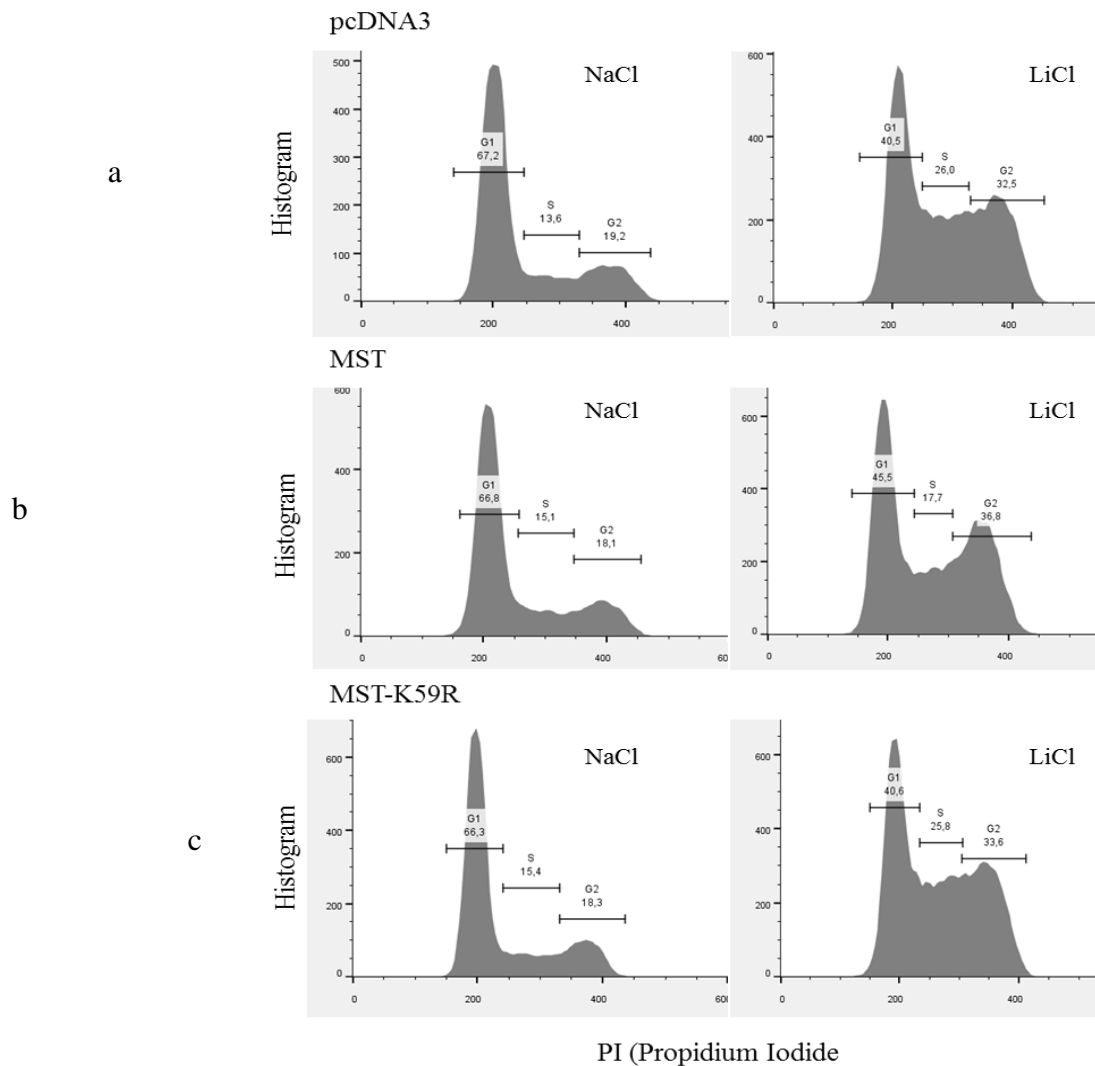 pcDNA3
a
Histogram
NaCl
500
400
300
200
100
0
G1
67,2
S
13,6
G2
19,2
0 200 400
LiCl
600
400
200
0
G1
40,5
S
26,0
G2
32,5
0 200 400
MST
b
Histogram
NaCl
600
400
200
0
G1
66,8
S
15,1
G2
18,1
0 200 400 60
LiCl
600
400
200
0
G1
45,5
S
17,7
G2
36,8
0 200 400
MST-K59R
c
Histogram
NaCl
600
400
200
0
G1
66,3
S
15,4
G2
18,3
0 200 400 600
LiCl
600
400
200
0
G1
40,6
S
25,8
G2
33,6
0 200 400
PI (Propidium Iodide